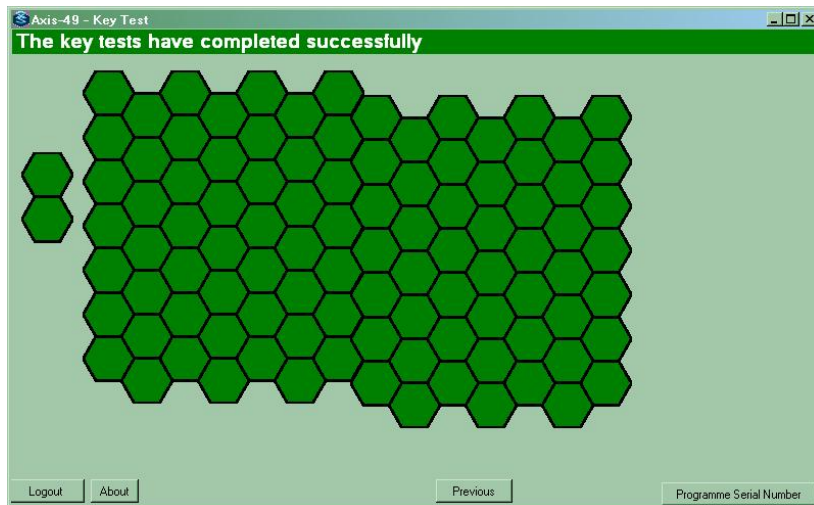 Axis-49 - Key Test
The key tests have completed successfully
Logout
About
Previous
Programme Serial Number